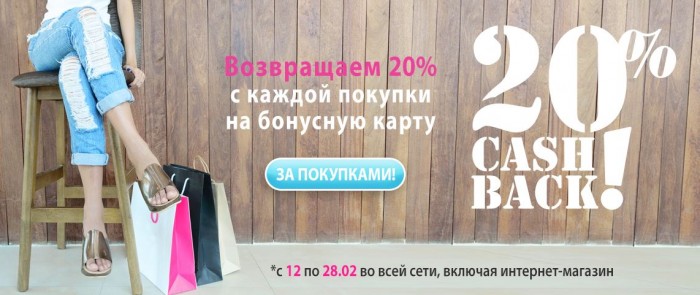 Возвращаем 20%
с каждой покупки
на бонусную карту
ЗА ПОКУПКАМИ!
20%
CASH
BACK!
*с 12 по 28.02 во всей сети, включая интернет-магазин